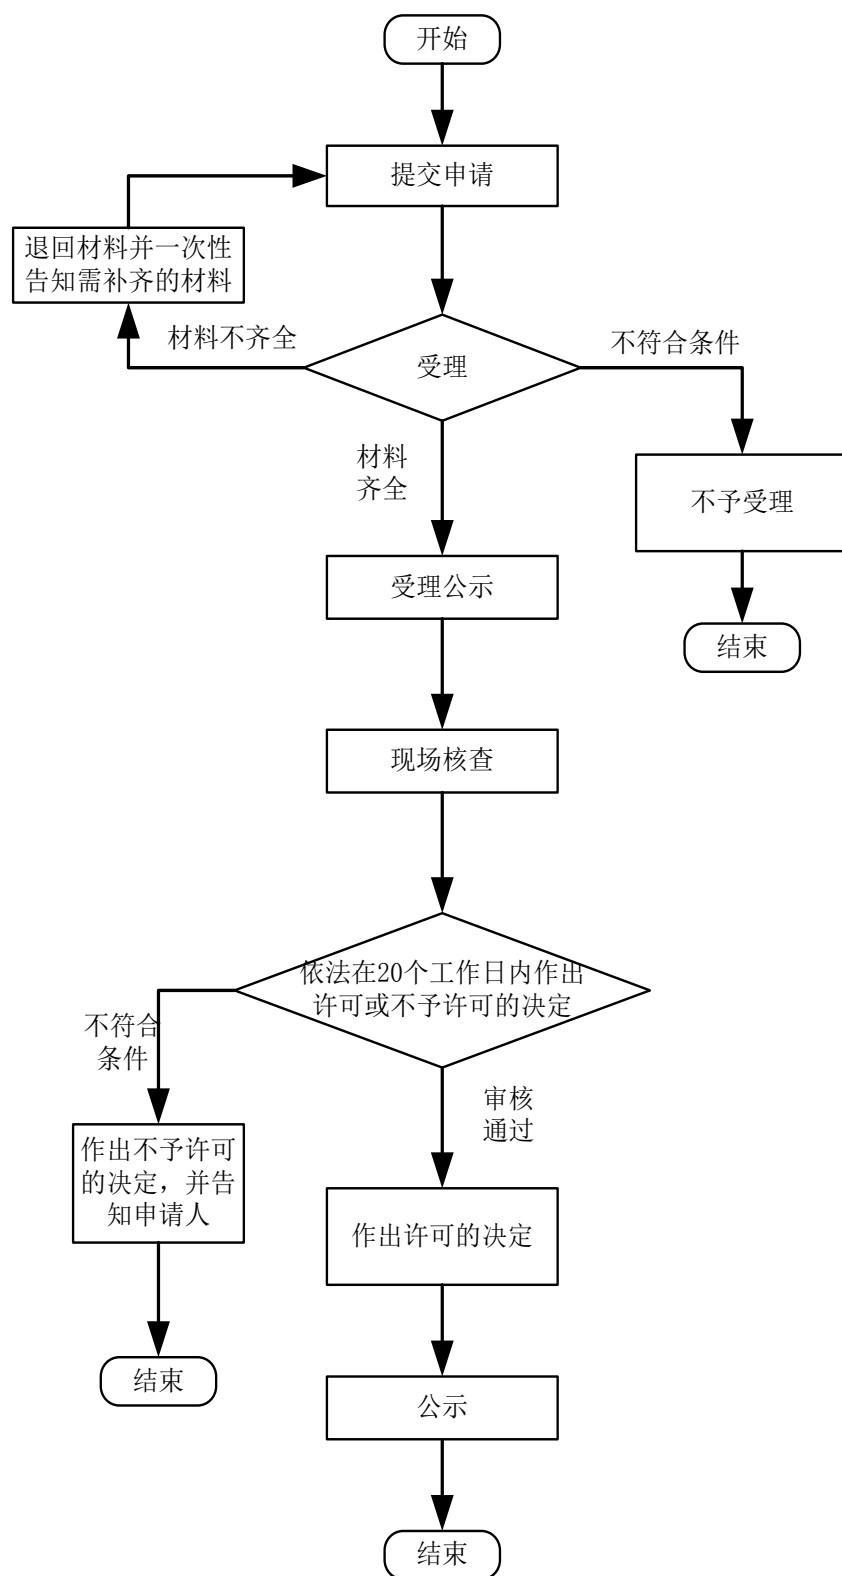 开始
提交申请
退回材料并一次性
告知需补齐的材料
材料不齐全
受理
不符合条件
材料
齐全
不予受理
受理公示
结束
现场核查
依法在20个工作日内作出
许可或不予许可的决定
不符合
条件
审核
通过
作出不予许可
的决定，并告
知申请人
作出许可的决定
结束
公示
结束